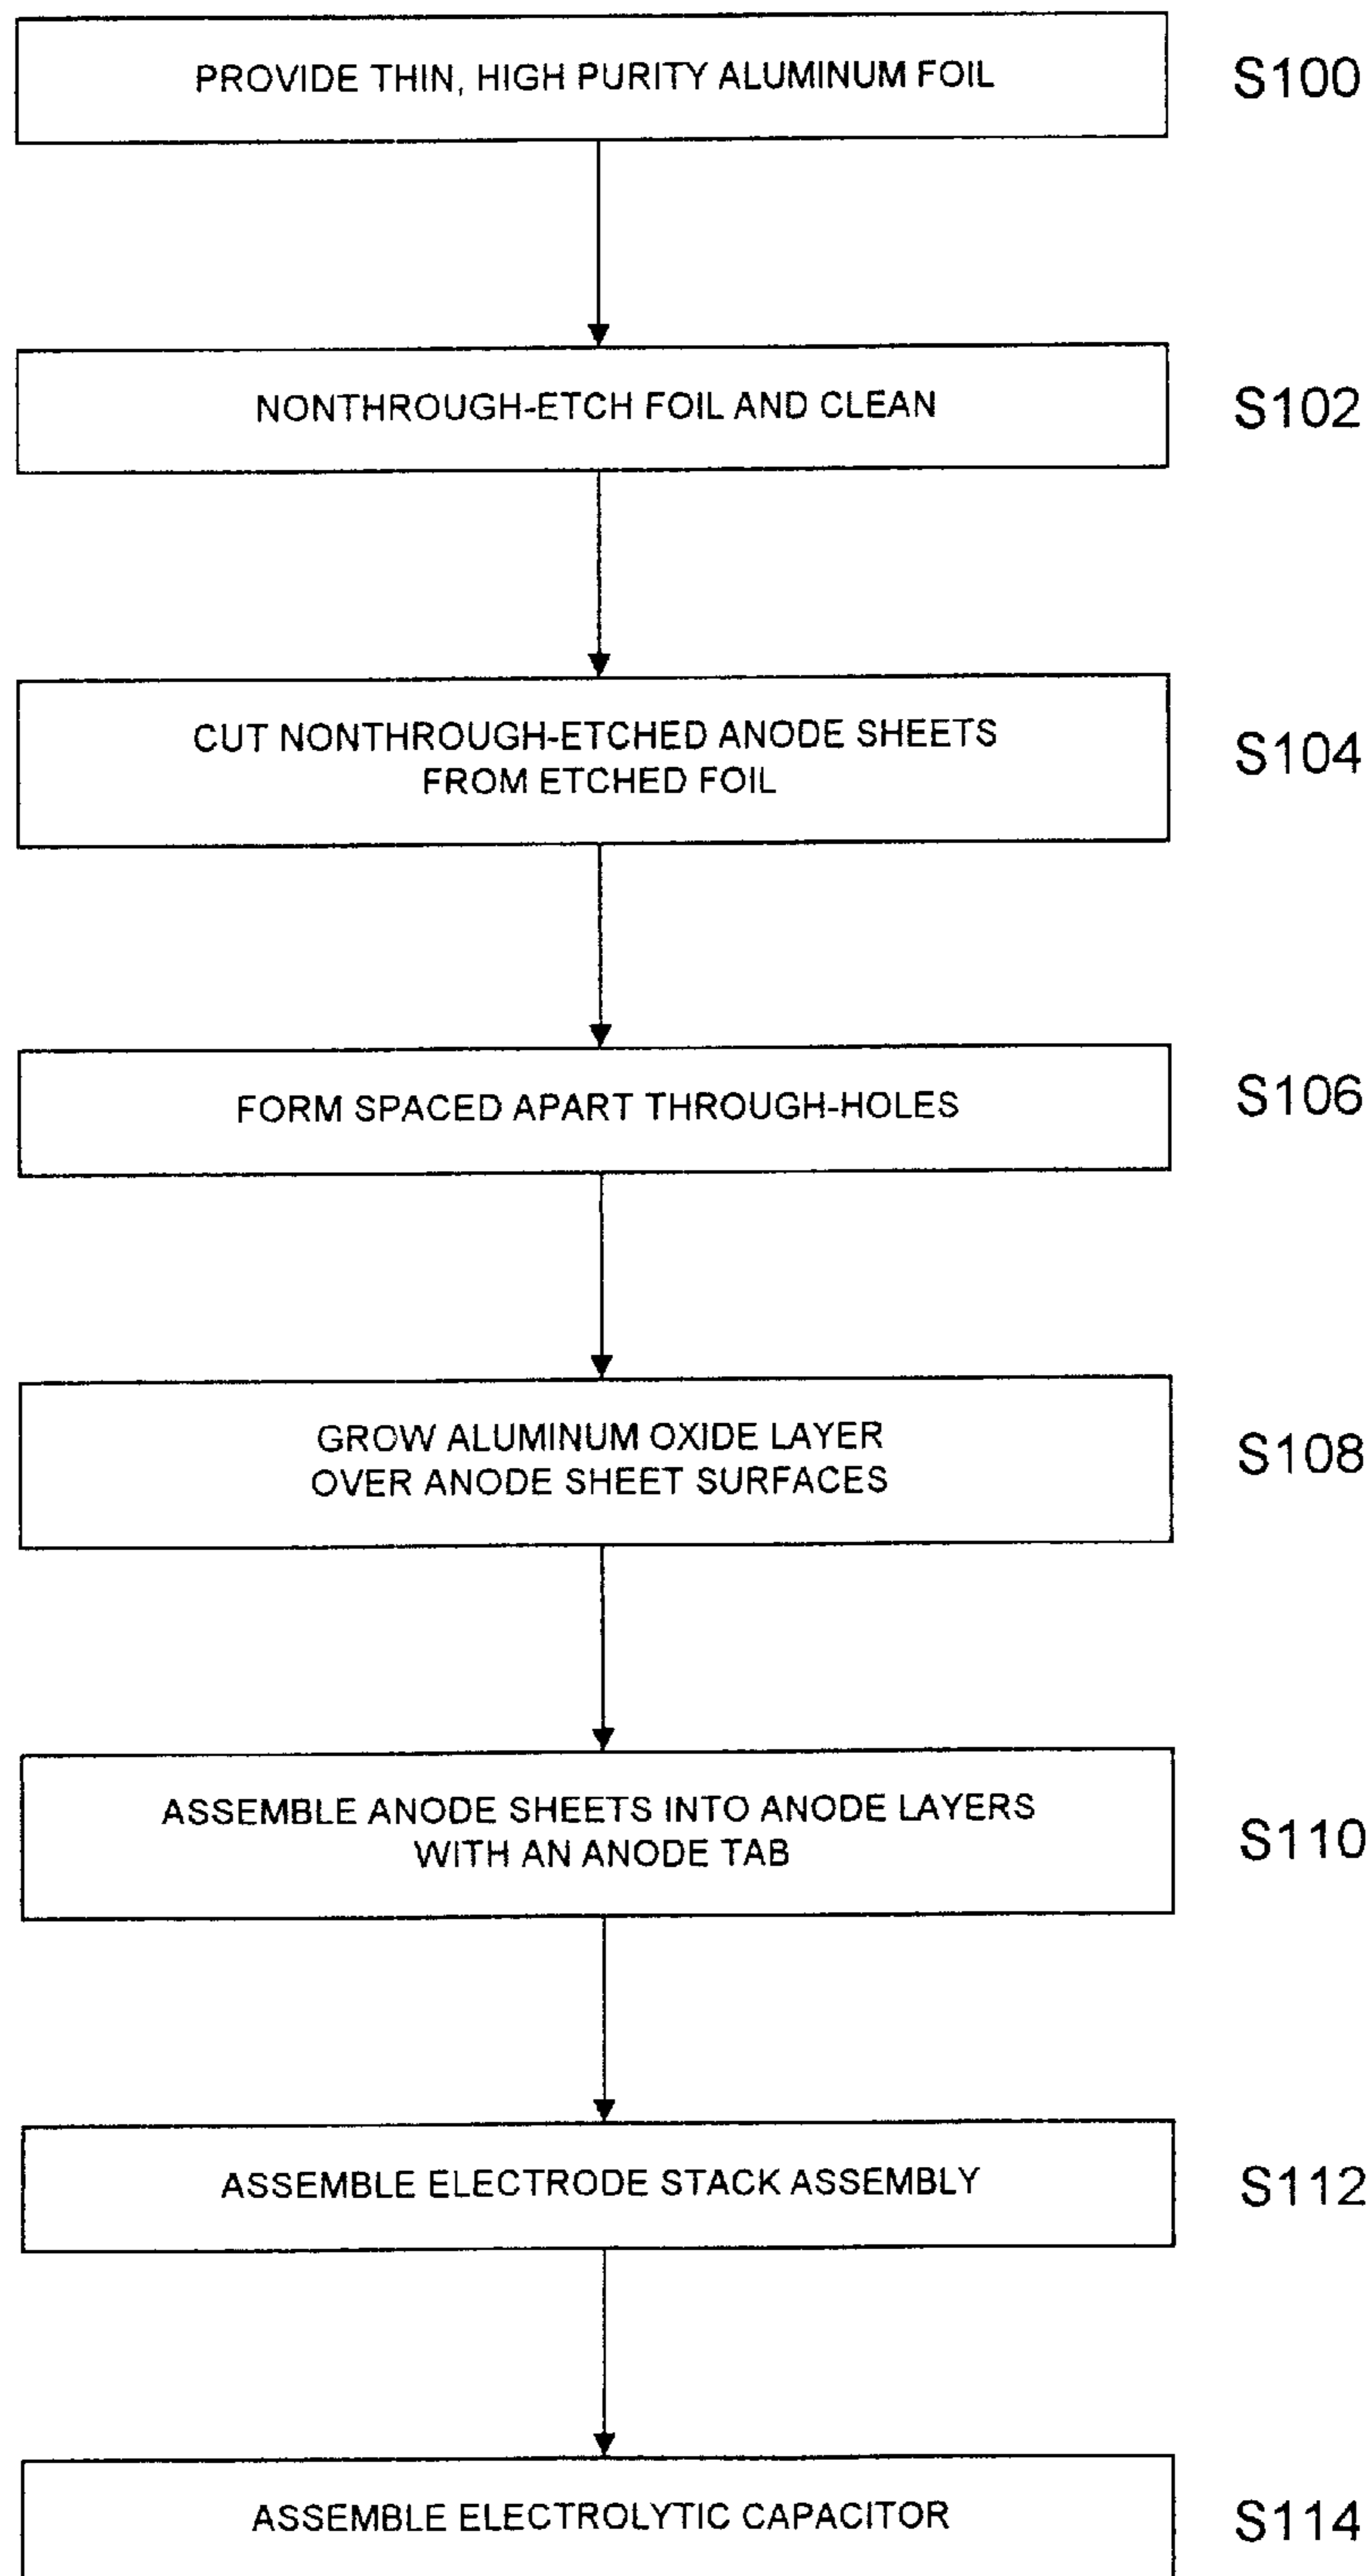 PROVIDE THIN, HIGH PURITY ALUMINUM FOIL
S100
NONTHROUGH-ETCH FOIL AND CLEAN
S102
CUT NONTHROUGH-ETCHED ANODE SHEETS
FROM ETCHED FOIL
S104
FORM SPACED APART THROUGH-HOLES
S106
GROW ALUMINUM OXIDE LAYER
OVER ANODE SHEET SURFACES
S108
ASSEMBLE ANODE SHEETS INTO ANODE LAYERS
WITH AN ANODE TAB
S110
ASSEMBLE ELECTRODE STACK ASSEMBLY
S112
ASSEMBLE ELECTROLYTIC CAPACITOR
S114